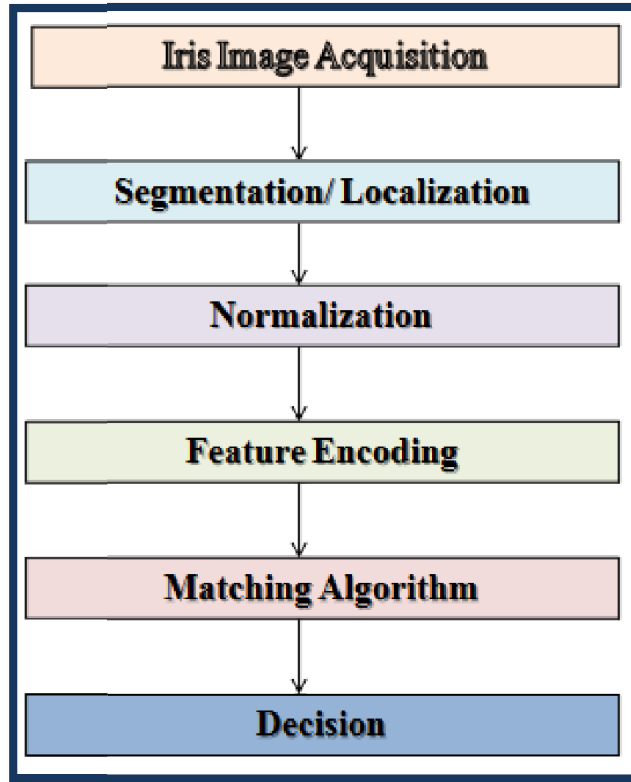 Iris Image Acquisition
Segmentation/ Localization
Normalization
Feature Encoding
Matching Algorithm
Decision